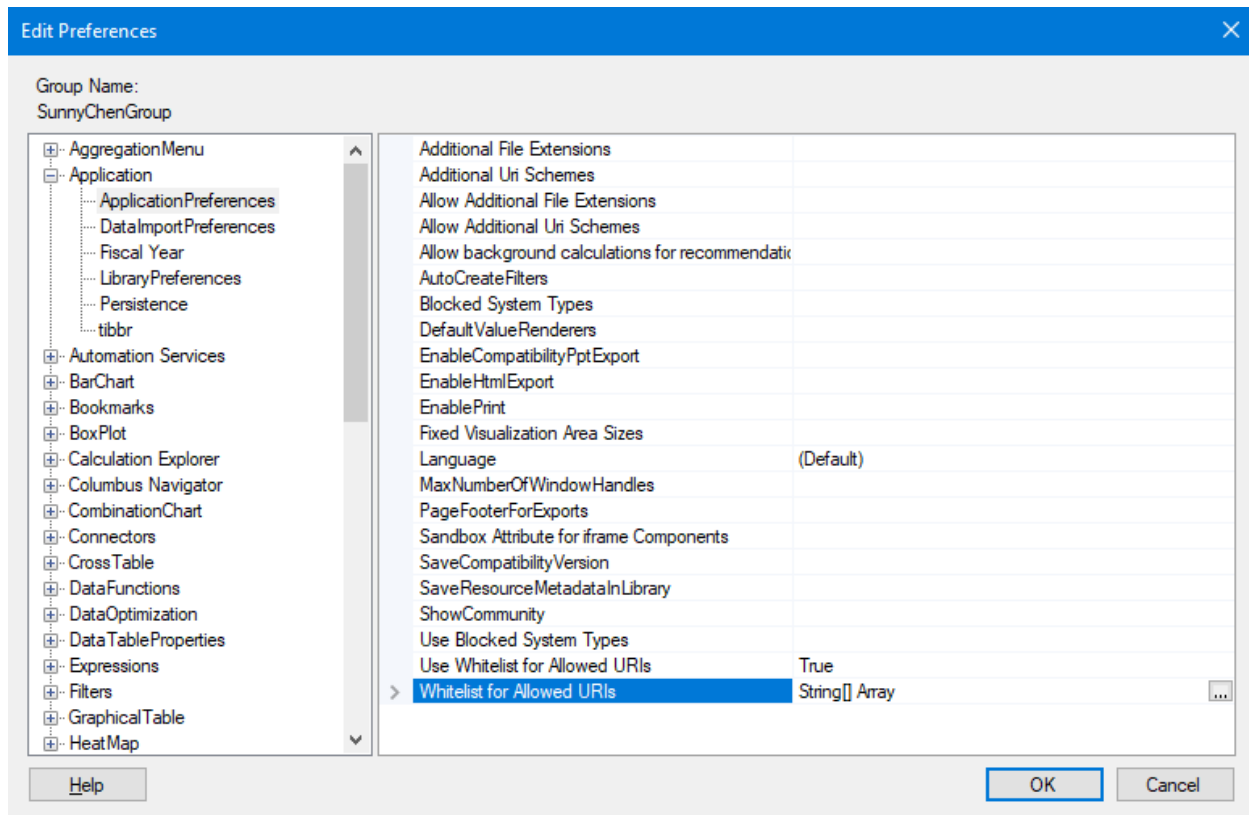 Edit Preferences
Group Name:
SunnyChenGroup
AggregationMenu
Application
ApplicationPreferences
DataImportPreferences
Fiscal Year
LibraryPreferences
Persistence
tibbr
Automation Services
BarChart
Bookmarks
BoxPlot
Calculation Explorer
Columbus Navigator
CombinationChart
Connectors
CrossTable
DataFunctions
DataOptimization
DataTableProperties
Expressions
Filters
GraphicalTable
HeatMap
Additional File Extensions
Additional Uri Schemes
Allow Additional File Extensions
Allow Additional Uri Schemes
Allow background calculations for recommendatio
AutoCreateFilters
Blocked System Types
DefaultValueRenderers
EnableCompatibilityPptExport
EnableHtmlExport
EnablePrint
Fixed Visualization Area Sizes
Language (Default)
MaxNumberOfWindowHandles
PageFooterForExports
Sandbox Attribute for iframe Components
SaveCompatibilityVersion
SaveResourceMetadataInLibrary
ShowCommunity
Use Blocked System Types
Use Whitelist for Allowed URIs True
Whitelist for Allowed URIs String[] Array ...
Help OK Cancel